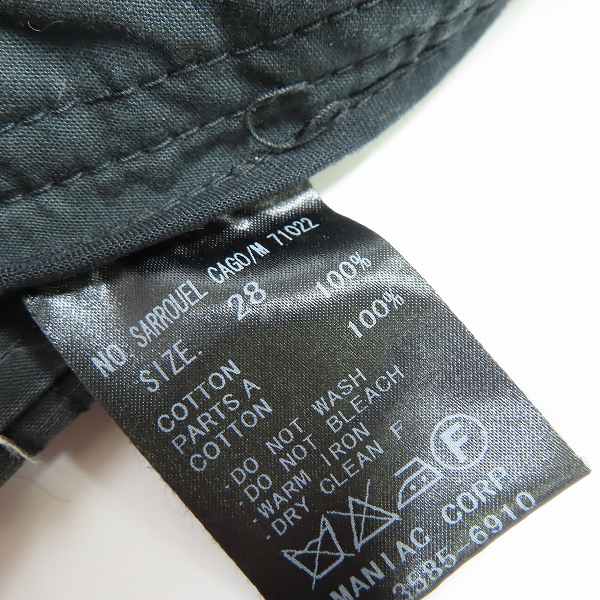 NO. SARROUEL CAGO/M 71022
SIZE. 28
COTTON 100%
PARTS A
COTTON 100%
·DO NOT WASH
·DO NOT BLEACH
·WARM IRON
·DRY CLEAN F
F
MANIAC CORP
3585-6910